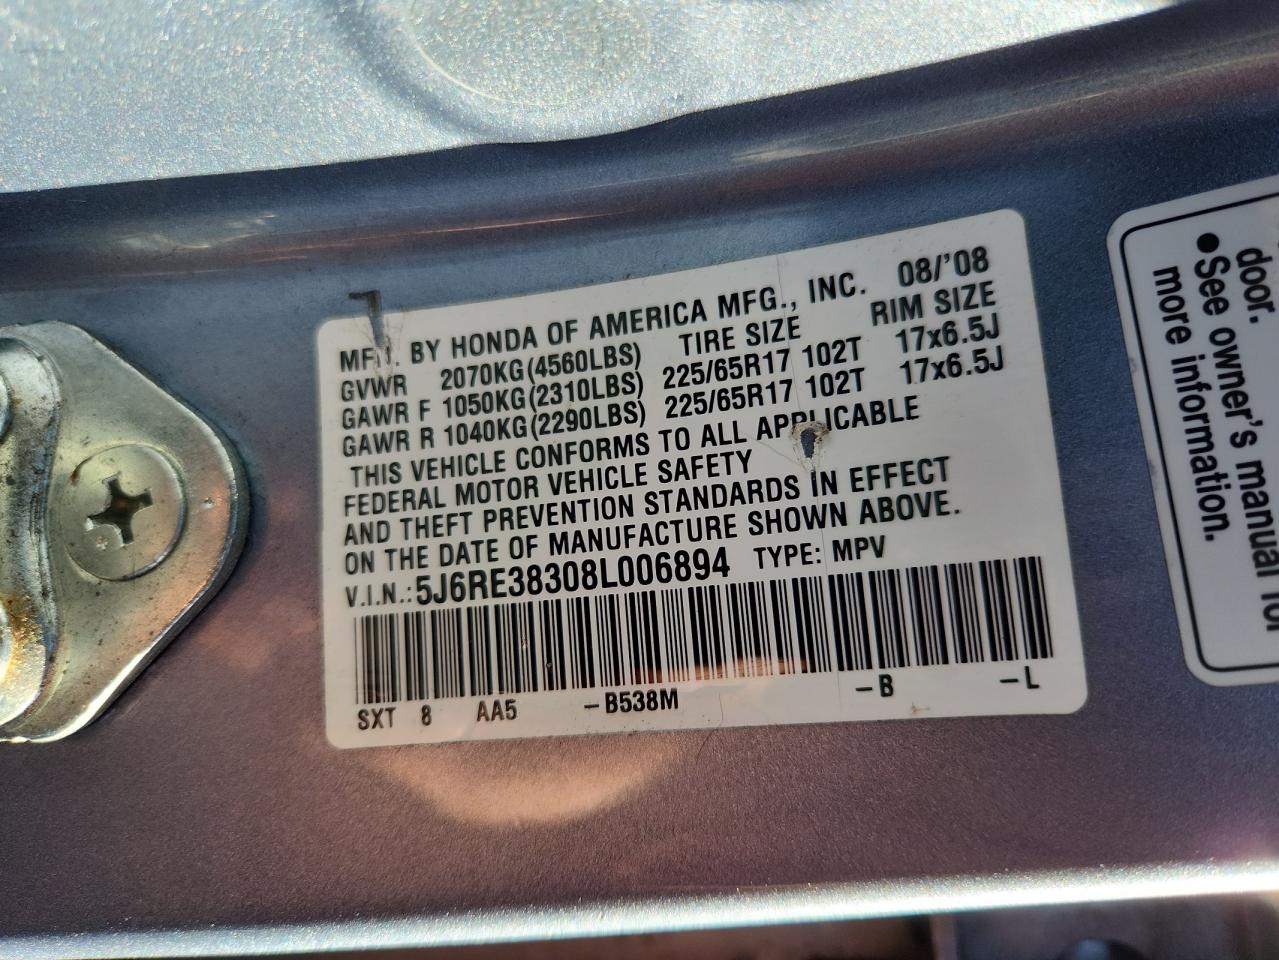 MFD. BY HONDA OF AMERICA MFG., INC. 08/'08
TIRE SIZE RIM SIZE
GVWR 2070KG(4560LBS)
GAWR F 1050KG(2310LBS) 225/65R17 102T 17x6.5J
GAWR R 1040KG(2290LBS) 225/65R17 102T 17x6.5J
THIS VEHICLE CONFORMS TO ALL APPLICABLE
FEDERAL MOTOR VEHICLE SAFETY
AND THEFT PREVENTION STANDARDS IN EFFECT
ON THE DATE OF MANUFACTURE SHOWN ABOVE.
V.I.N.: 5J6RE38308L006894 TYPE: MPV
SXT 8 AA5 –B538M –B –L
door.
●See owner's manual for
more information.